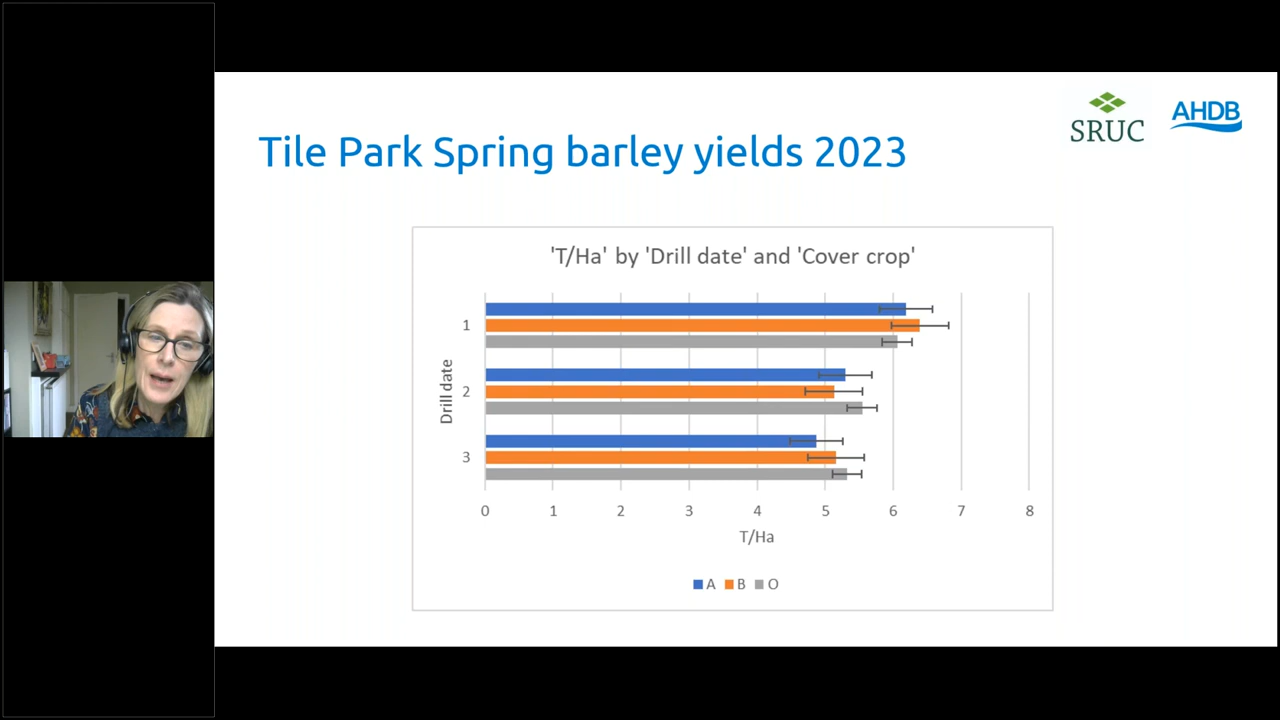 SRUC
AHDB
Tile Park Spring barley yields 2023
'T/Ha' by 'Drill date' and 'Cover crop'
Drill date
1
2
3
0 1 2 3 4 5 6 7 8
T/Ha
A B O